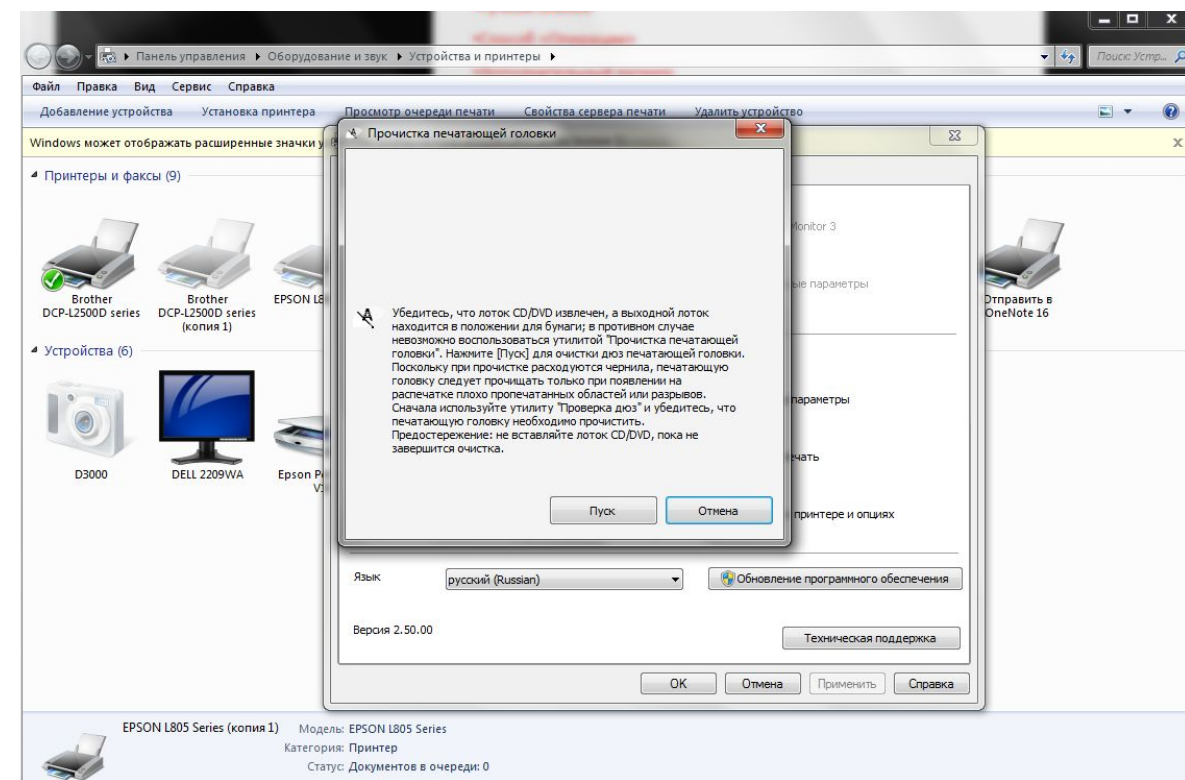 Панель управления ▸ Оборудование и звук ▸ Устройства и принтеры ▸
Поиск: Устр...
Файл Правка Вид Сервис Справка
Добавление устройства Установка принтера Просмотр очереди печати Свойства сервера печати Удалить устройство
Windows может отображать расширенные значки у
Прочистка печатающей головки
Принтеры и факсы (9)
Monitor 3
ые параметры
Brother
DCP-L2500D series
Brother
DCP-L2500D series
(копия 1)
EPSON L8
Отправить в
OneNote 16
Убедитесь, что лоток CD/DVD извлечен, а выходной лоток
находится в положении для бумаги; в противном случае
невозможно воспользоваться утилитой "Прочистка печатающей
головки". Нажмите [Пуск] для очистки дюз печатающей головки.
Поскольку при прочистке расходуются чернила, печатающую
головку следует прочищать только при появлении на
распечатке плохо пропечатанных областей или разрывов.
Сначала используйте утилиту "Проверка дюз" и убедитесь, что
печатающую головку необходимо прочистить.
Предостережение: не вставляйте лоток CD/DVD, пока не
завершится очистка.
Устройства (6)
параметры
D3000
DELL 2209WA
Epson P
V3
ечать
Пуск
Отмена
принтере и опциях
Язык
русский (Russian)
Обновление программного обеспечения
Версия 2.50.00
Техническая поддержка
OK
Отмена
Применить
Справка
EPSON L805 Series (копия 1)
Модель: EPSON L805 Series
Категория: Принтер
Статус: Документов в очереди: 0